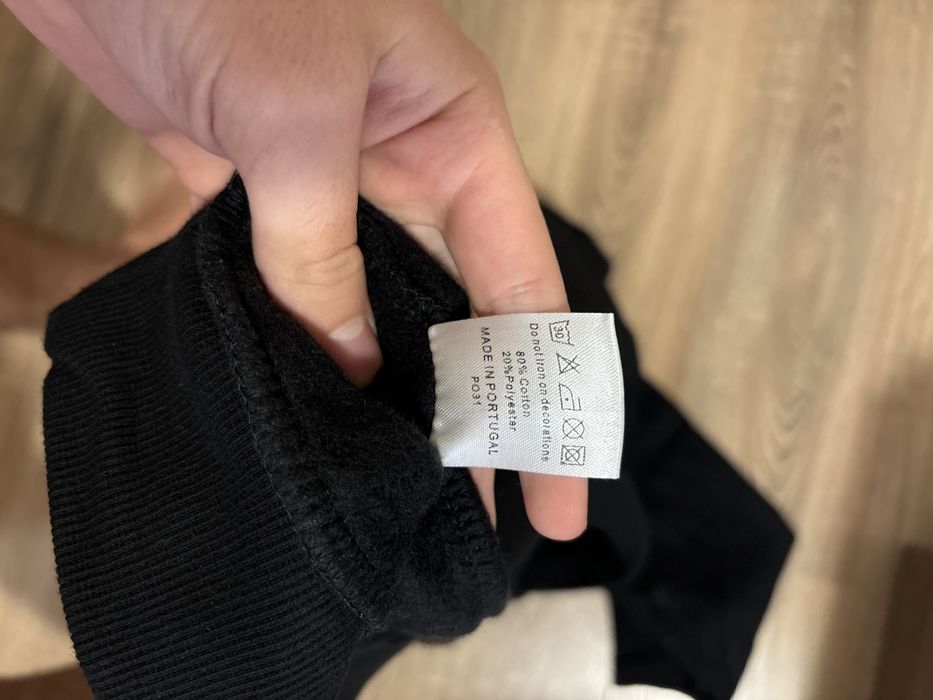 30
Do not iron on decorations
80% Cotton
20% Polyester
MADE IN PORTUGAL
PO31